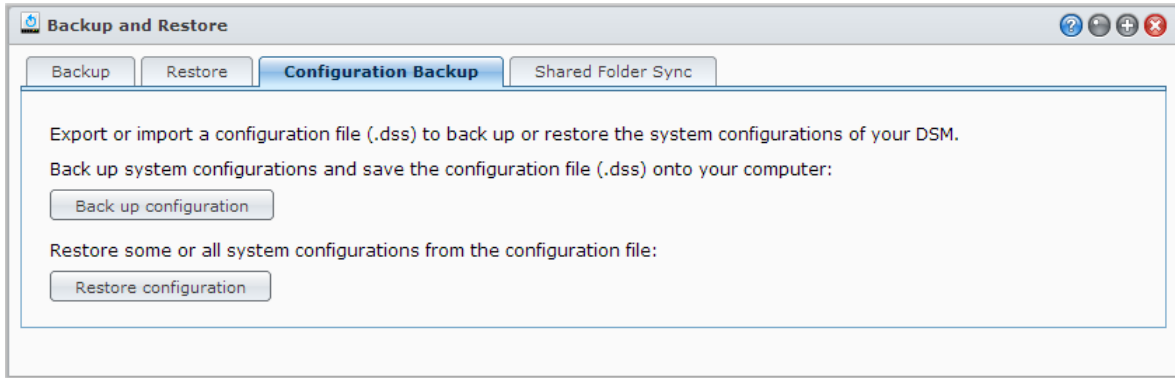 Backup and Restore
Backup Restore Configuration Backup Shared Folder Sync
Export or import a configuration file (.dss) to back up or restore the system configurations of your DSM.
Back up system configurations and save the configuration file (.dss) onto your computer:
Back up configuration
Restore some or all system configurations from the configuration file:
Restore configuration